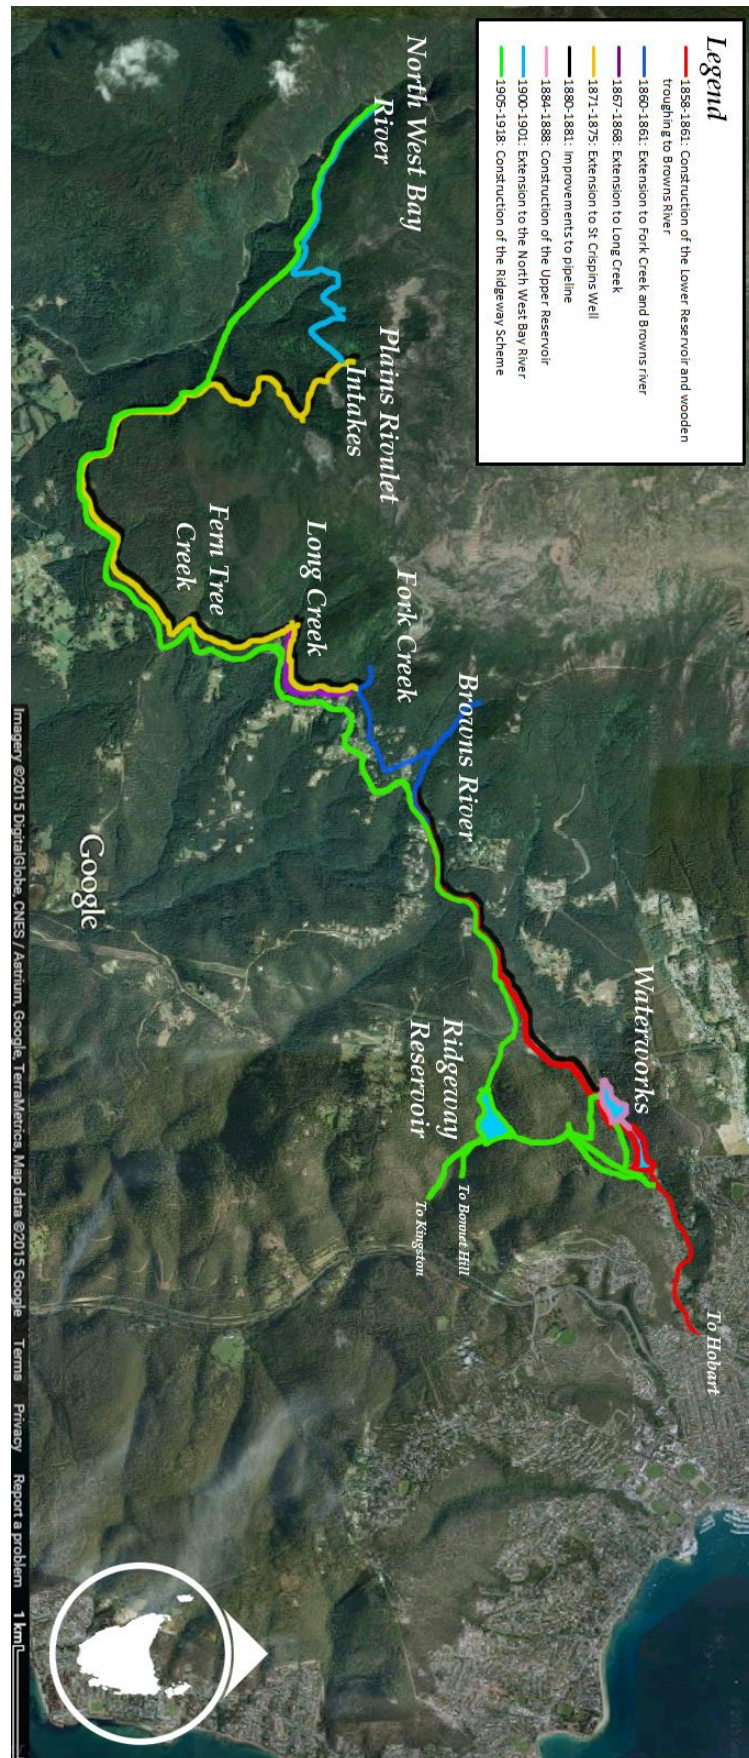 Legend
1858-1861: Construction of the Lower Reservoir and wooden
troughing to Browns River
1860-1861: Extension to Fork Creek and Browns river
1867-1868: Extension to Long Creek
1871-1875: Extension to St Crispins Well
1880-1881: Improvements to pipeline
1884-1888: Construction of the Upper Reservoir
1900-1901: Extension to the North West Bay River
1905-1918: Construction of the Ridgeway Scheme
North West Bay
River
Plains Rivulet
Intakes
Fern Tree
Creek
Long Creek
Fork Creek
Browns River
Waterworks
Ridgeway
Reservoir
To Bonnet Hill
To Kingston
To Hobart
Google
Imagery ©2015 DigitalGlobe, CNES / Astrium, Google, TerraMetrics, Map data ©2015 Google Terms Privacy Report a problem 1 km